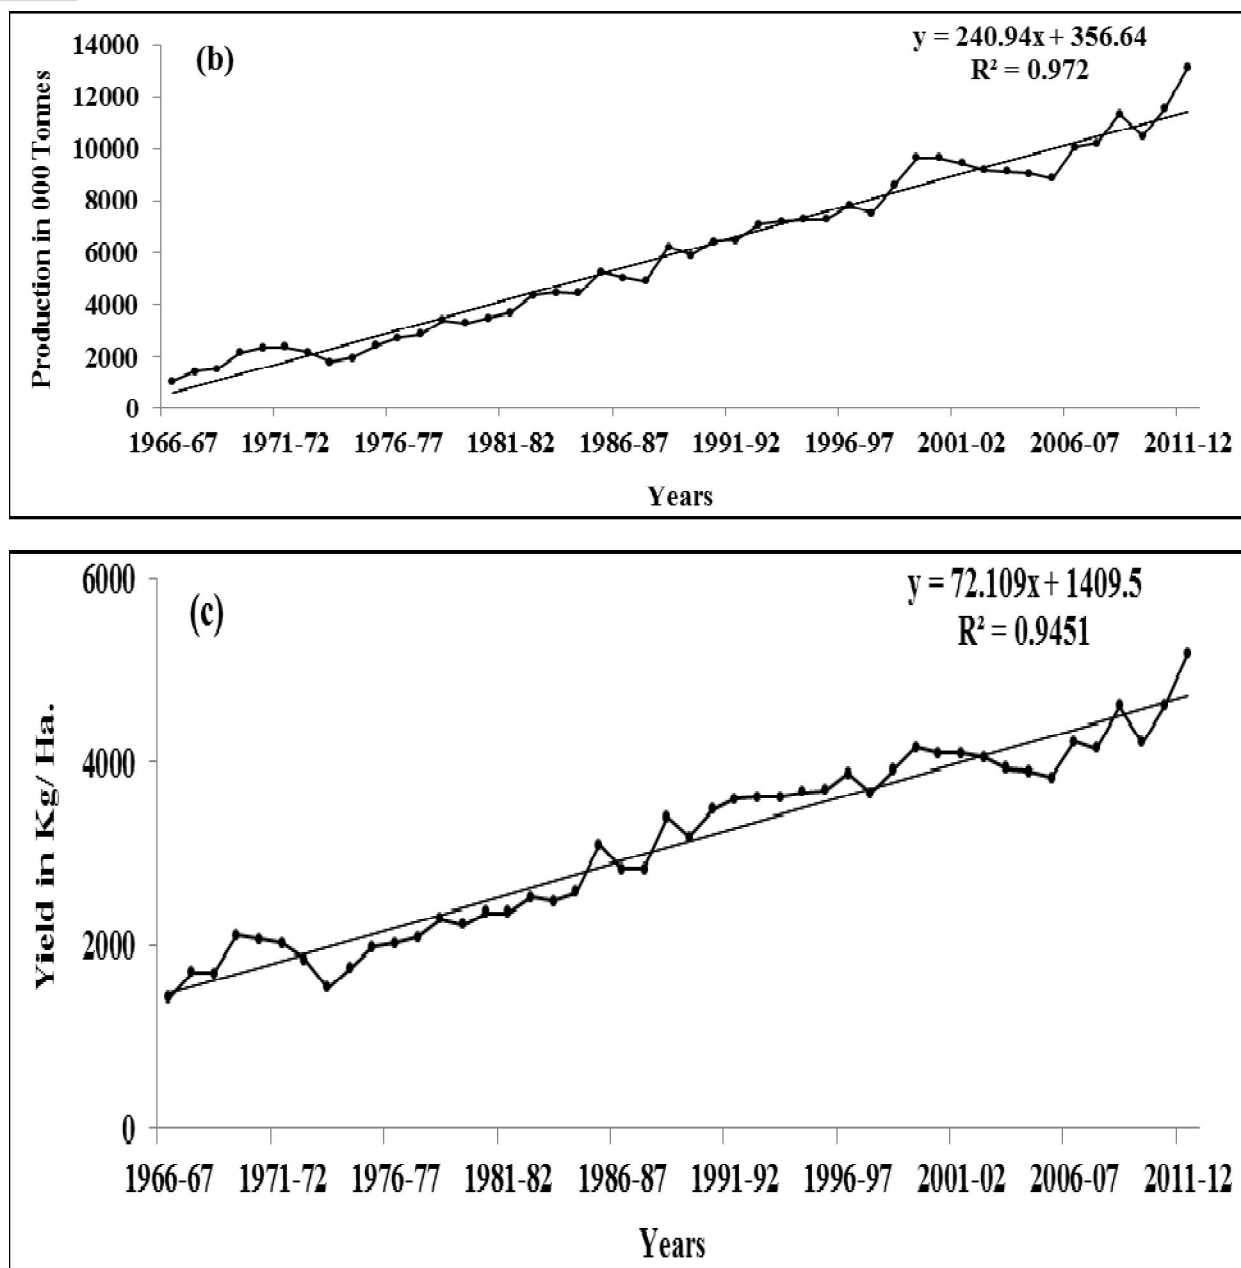 (b)
y = 240.94x + 356.64
R² = 0.972
Production in 000 Tonnes
14000
12000
10000
8000
6000
4000
2000
0
1966-67 1971-72 1976-77 1981-82 1986-87 1991-92 1996-97 2001-02 2006-07 2011-12
Years
(c)
y = 72.109x + 1409.5
R² = 0.9451
Yield in Kg/ Ha.
6000
4000
2000
0
1966-67 1971-72 1976-77 1981-82 1986-87 1991-92 1996-97 2001-02 2006-07 2011-12
Years